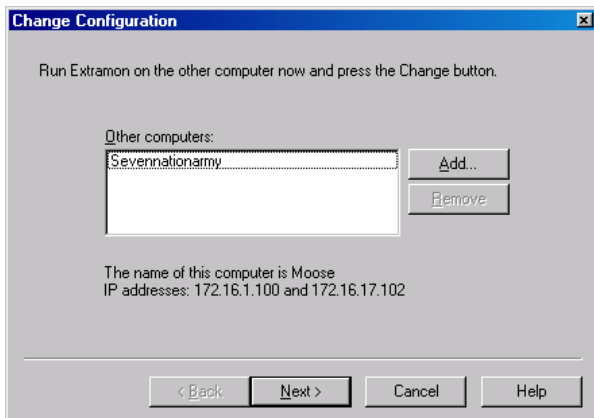 Change Configuration
Run Extramon on the other computer now and press the Change button.
Other computers:
Sevennationarmy
Add...
Remove
The name of this computer is Moose
IP addresses: 172.16.1.100 and 172.16.17.102
< Back
Next >
Cancel
Help